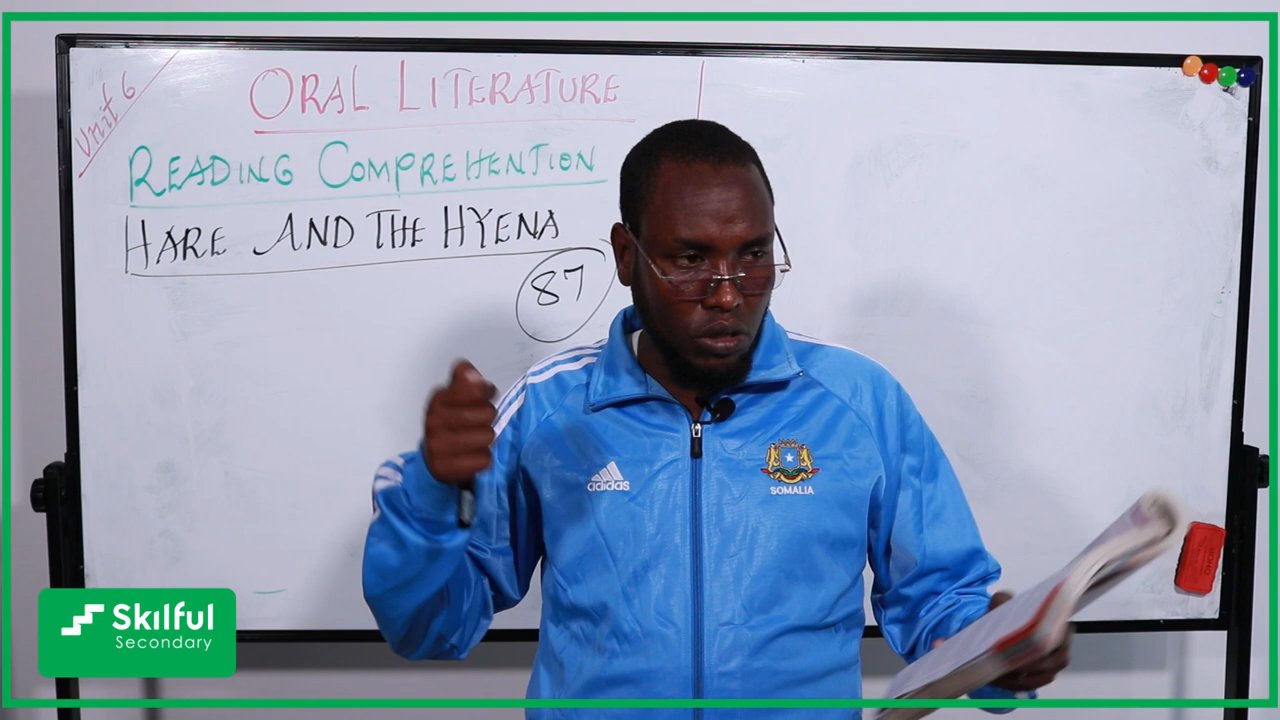 Unit 6
ORAL LITERATURE
READING COMPREHENTION
HARE AND THE HYENA
87
adidas
SOMALIA
Skilful
Secondary